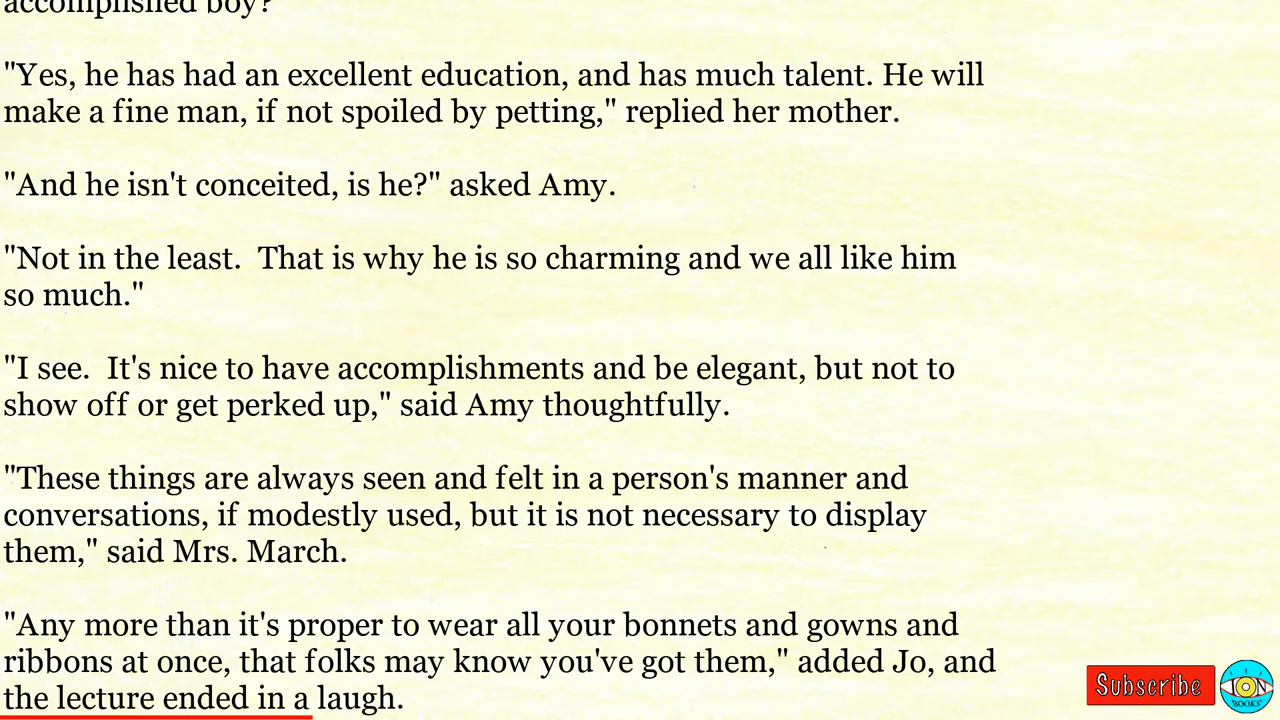 accomplished boy?
"Yes, he has had an excellent education, and has much talent. He will
make a fine man, if not spoiled by petting," replied her mother.
"And he isn't conceited, is he?" asked Amy.
"Not in the least.  That is why he is so charming and we all like him
so much."
"I see.  It's nice to have accomplishments and be elegant, but not to
show off or get perked up," said Amy thoughtfully.
"These things are always seen and felt in a person's manner and
conversations, if modestly used, but it is not necessary to display
them," said Mrs. March.
"Any more than it's proper to wear all your bonnets and gowns and
ribbons at once, that folks may know you've got them," added Jo, and
the lecture ended in a laugh.
Subscribe
ION
BOOKS